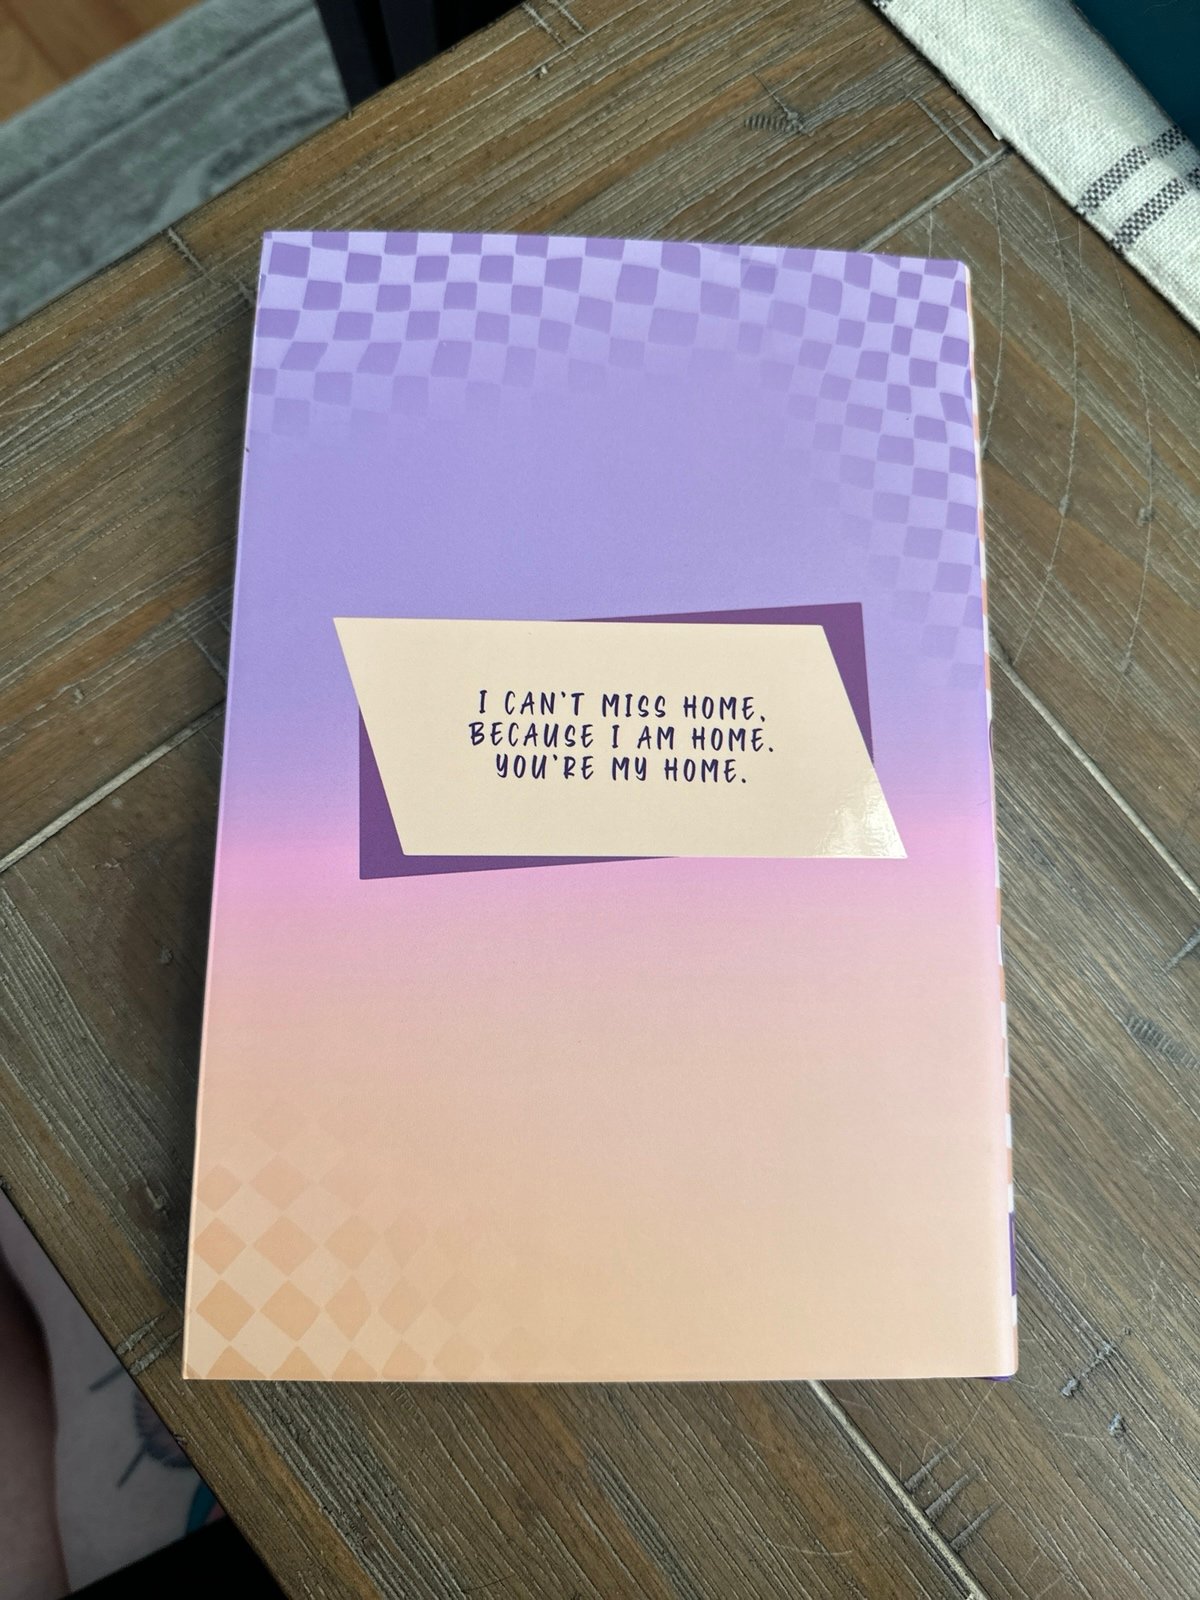 I CAN'T MISS HOME,
BECAUSE I AM HOME.
YOU'RE MY HOME.